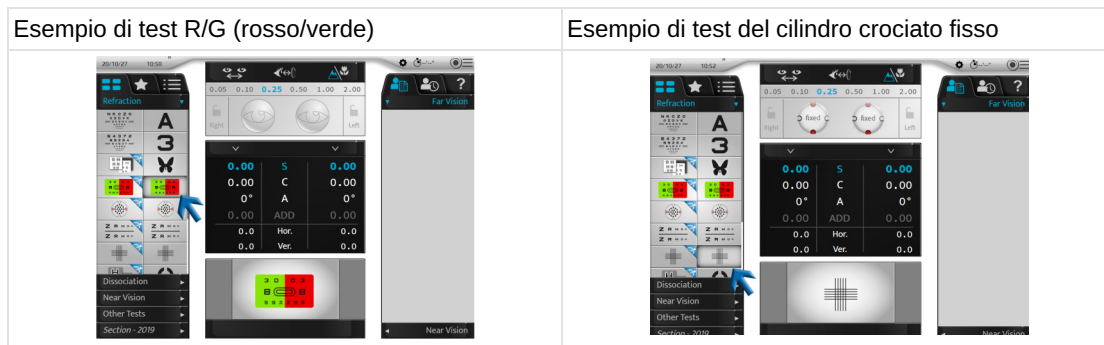 Esempio di test R/G (rosso/verde)
20/10/27 10:50
0.05 0.10 0.25 0.50 1.00 2.00
Right Left
Refraction
Far Vision
A
3
0.00 S 0.00
0.00 C 0.00
0° A 0°
0.00 ADD 0.00
0.0 Hor. 0.0
0.0 Ver. 0.0
Dissociation
Near Vision
Other Tests
Section - 2019
Near Vision
Esempio di test del cilindro crociato fisso
20/10/27 10:52
0.05 0.10 0.25 0.50 1.00 2.00
fixed fixed
Right Left
Refraction
Far Vision
A
3
0.00 S 0.00
0.00 C 0.00
0° A 0°
0.00 ADD 0.00
0.0 Hor. 0.0
0.0 Ver. 0.0
Dissociation
Near Vision
Other Tests
Section - 2019
Near Vision